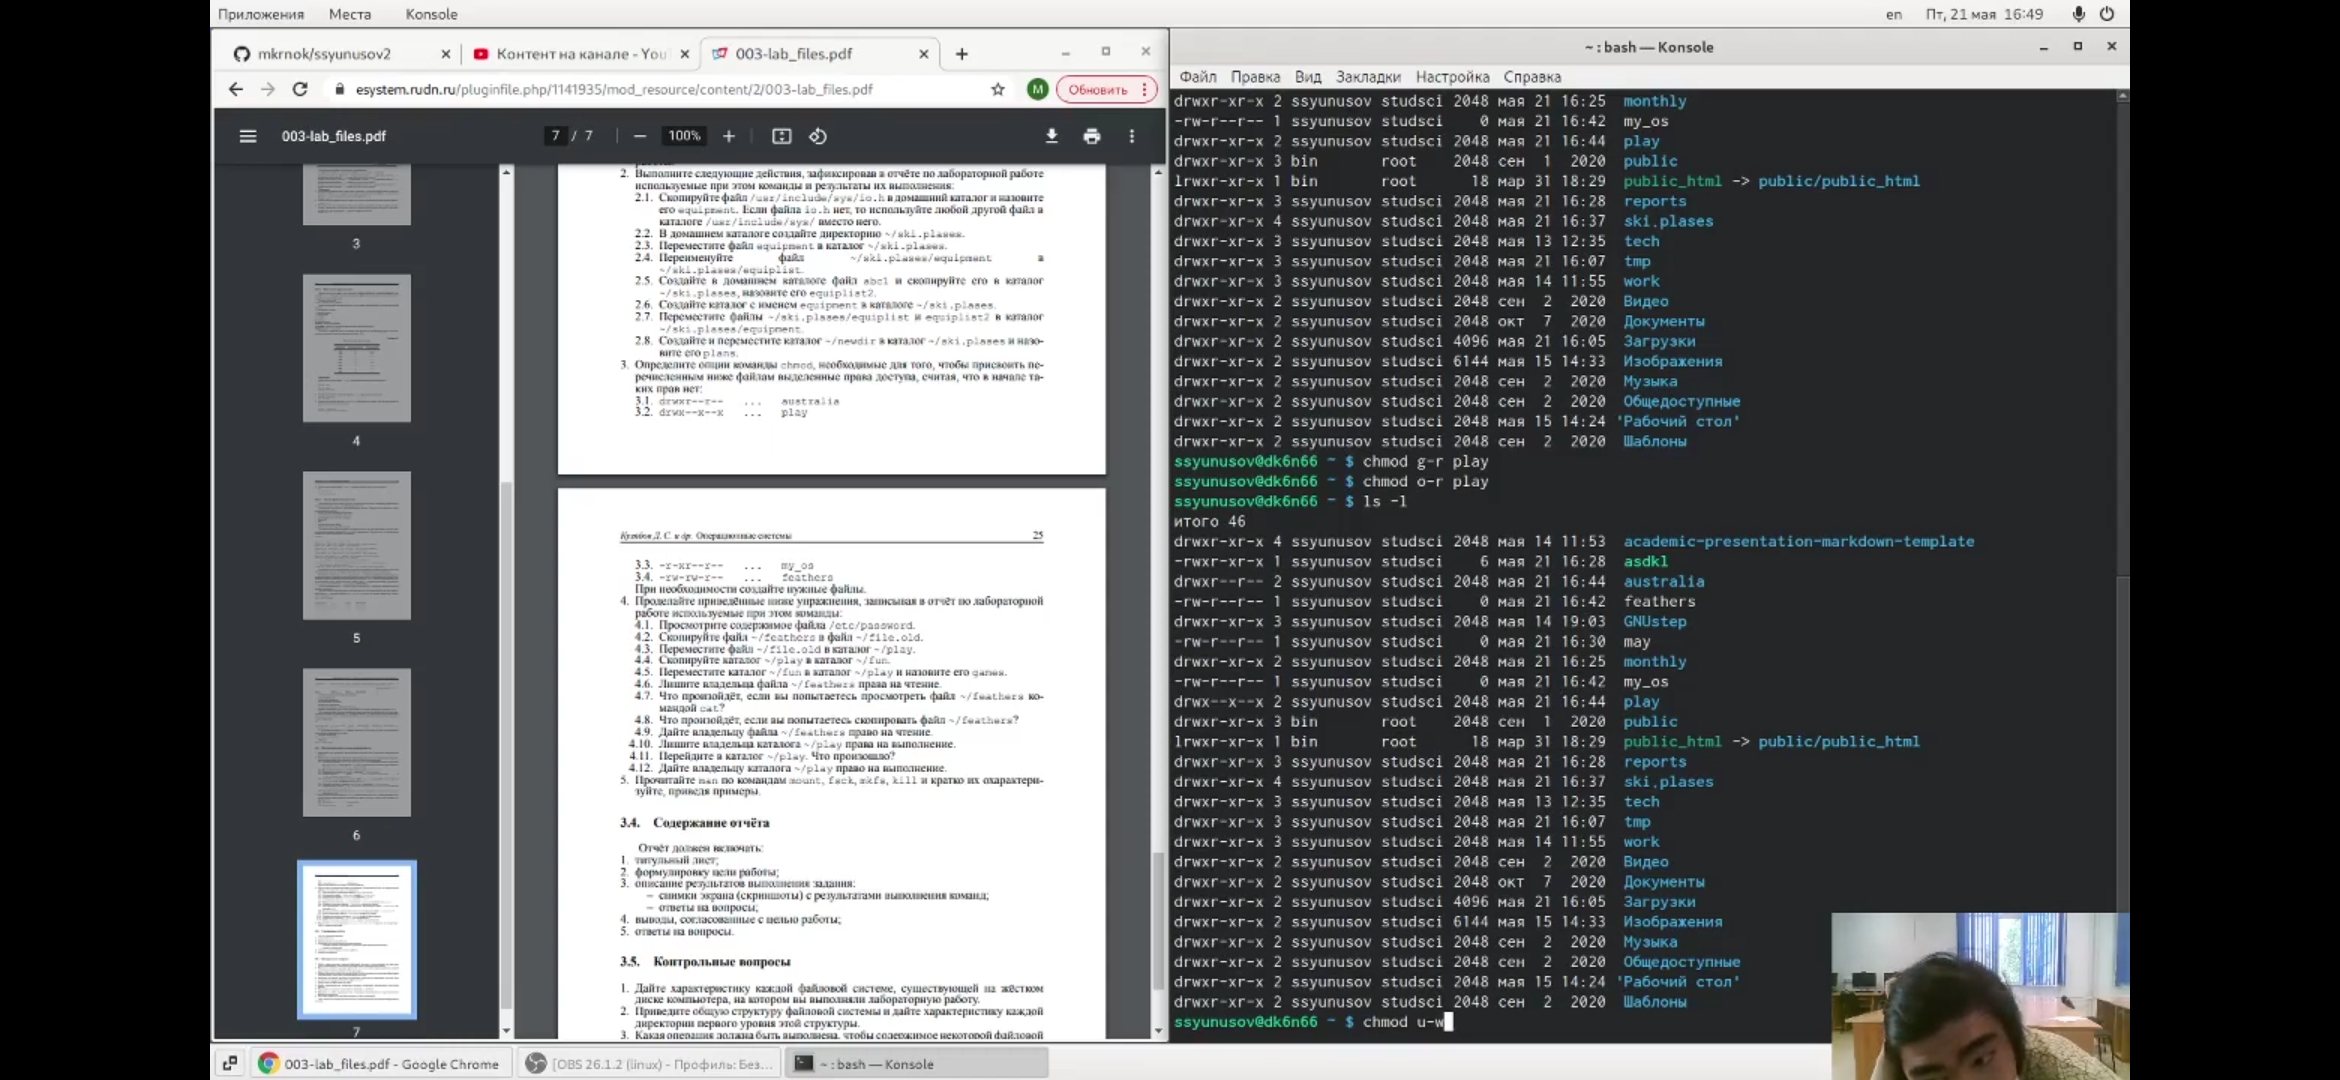 Приложения Места Konsole en Пт, 21 мая 16:49
mkrnok/ssyunusov2 × Контент на канале - You × 003-lab_files.pdf × +
esystem.rudn.ru/pluginfile.php/1141935/mod_resource/content/2/003-lab_files.pdf M Обновить
003-lab_files.pdf 7 / 7 — 100% +
3
4
5
6
7
2. Выполните следующие действия, зафиксировав в отчёте по лабораторной работе
используемые при этом команды и результаты их выполнения:
2.1. Скопируйте файл /usr/include/sys/io.h в домашний каталог и назовите
его equipment. Если файла io.h нет, то используйте любой другой файл в
каталоге /usr/include/sys/ вместо него.
2.2. В домашнем каталоге создайте директорию ~/ski.plases.
2.3. Переместите файл equipment в каталог ~/ski.plases.
2.4. Переименуйте файл ~/ski.plases/equipment в
~/ski.plases/equiplist.
2.5. Создайте в домашнем каталоге файл abc1 и скопируйте его в каталог
~/ski.plases, назовите его equiplist2.
2.6. Создайте каталог с именем equipment в каталоге ~/ski.plases.
2.7. Переместите файлы ~/ski.plases/equiplist и equiplist2 в каталог
~/ski.plases/equipment.
2.8. Создайте и переместите каталог ~/newdir в каталог ~/ski.plases и назо-
вите его plans.
3. Определите опции команды chmod, необходимые для того, чтобы присвоить пе-
речисленным ниже файлам выделенные права доступа, считая, что в начале та-
ких прав нет:
3.1. drwxr--r-- ... australia
3.2. drwx--x--x ... play
Кулябов Д. С. и др. Операционные системы 25
3.3. -r-xr--r-- ... my_os
3.4. -rw-rw-r-- ... feathers
При необходимости создайте нужные файлы.
4. Проделайте приведённые ниже упражнения, записывая в отчёт по лабораторной
работе используемые при этом команды:
4.1. Просмотрите содержимое файла /etc/password.
4.2. Скопируйте файл ~/feathers в файл ~/file.old.
4.3. Переместите файл ~/file.old в каталог ~/play.
4.4. Скопируйте каталог ~/play в каталог ~/fun.
4.5. Переместите каталог ~/fun в каталог ~/play и назовите его games.
4.6. Лишите владельца файла ~/feathers права на чтение.
4.7. Что произойдёт, если вы попытаетесь просмотреть файл ~/feathers ко-
мандой cat?
4.8. Что произойдёт, если вы попытаетесь скопировать файл ~/feathers?
4.9. Дайте владельцу файла ~/feathers право на чтение.
4.10. Лишите владельца каталога ~/play права на выполнение.
4.11. Перейдите в каталог ~/play. Что произошло?
4.12. Дайте владельцу каталога ~/play право на выполнение.
5. Прочитайте man по командам mount, fsck, mkfs, kill и кратко их охарактери-
зуйте, приведя примеры.
3.4. Содержание отчёта
Отчёт должен включать:
1. титульный лист;
2. формулировку цели работы;
3. описание результатов выполнения задания:
– снимки экрана (скриншоты) с результатами выполнения команд;
– ответы на вопросы;
4. выводы, согласованные с целью работы;
5. ответы на вопросы.
3.5. Контрольные вопросы
1. Дайте характеристику каждой файловой системе, существующей на жёстком
диске компьютера, на котором вы выполняли лабораторную работу.
2. Приведите общую структуру файловой системы и дайте характеристику каждой
директории первого уровня этой структуры.
3. Какая операция должна быть выполнена, чтобы содержимое некоторой файловой
~ : bash — Konsole
Файл Правка Вид Закладки Настройка Справка
drwxr-xr-x 2 ssyunusov studsci 2048 мая 21 16:25 monthly
-rw-r--r-- 1 ssyunusov studsci 0 мая 21 16:42 my_os
drwxr-xr-x 2 ssyunusov studsci 2048 мая 21 16:44 play
drwxr-xr-x 3 bin root 2048 сен 1 2020 public
lrwxr-xr-x 1 bin root 18 мар 31 18:29 public_html -> public/public_html
drwxr-xr-x 3 ssyunusov studsci 2048 мая 21 16:28 reports
drwxr-xr-x 4 ssyunusov studsci 2048 мая 21 16:37 ski.plases
drwxr-xr-x 3 ssyunusov studsci 2048 мая 13 12:35 tech
drwxr-xr-x 3 ssyunusov studsci 2048 мая 21 16:07 tmp
drwxr-xr-x 3 ssyunusov studsci 2048 мая 14 11:55 work
drwxr-xr-x 2 ssyunusov studsci 2048 сен 2 2020 Видео
drwxr-xr-x 2 ssyunusov studsci 2048 окт 7 2020 Документы
drwxr-xr-x 2 ssyunusov studsci 4096 мая 21 16:05 Загрузки
drwxr-xr-x 2 ssyunusov studsci 6144 мая 15 14:33 Изображения
drwxr-xr-x 2 ssyunusov studsci 2048 сен 2 2020 Музыка
drwxr-xr-x 2 ssyunusov studsci 2048 сен 2 2020 Общедоступные
drwxr-xr-x 2 ssyunusov studsci 2048 мая 15 14:24 'Рабочий стол'
drwxr-xr-x 2 ssyunusov studsci 2048 сен 2 2020 Шаблоны
ssyunusov@dk6n66 ~ $ chmod g-r play
ssyunusov@dk6n66 ~ $ chmod o-r play
ssyunusov@dk6n66 ~ $ ls -l
итого 46
drwxr-xr-x 4 ssyunusov studsci 2048 мая 14 11:53 academic-presentation-markdown-template
-rwxr-xr-x 1 ssyunusov studsci 6 мая 21 16:28 asdkl
drwxr--r-- 2 ssyunusov studsci 2048 мая 21 16:44 australia
-rw-r--r-- 1 ssyunusov studsci 0 мая 21 16:42 feathers
drwxr-xr-x 3 ssyunusov studsci 2048 мая 14 19:03 GNUstep
-rw-r--r-- 1 ssyunusov studsci 0 мая 21 16:30 may
drwxr-xr-x 2 ssyunusov studsci 2048 мая 21 16:25 monthly
-rw-r--r-- 1 ssyunusov studsci 0 мая 21 16:42 my_os
drwx--x--x 2 ssyunusov studsci 2048 мая 21 16:44 play
drwxr-xr-x 3 bin root 2048 сен 1 2020 public
lrwxr-xr-x 1 bin root 18 мар 31 18:29 public_html -> public/public_html
drwxr-xr-x 3 ssyunusov studsci 2048 мая 21 16:28 reports
drwxr-xr-x 4 ssyunusov studsci 2048 мая 21 16:37 ski.plases
drwxr-xr-x 3 ssyunusov studsci 2048 мая 13 12:35 tech
drwxr-xr-x 3 ssyunusov studsci 2048 мая 21 16:07 tmp
drwxr-xr-x 3 ssyunusov studsci 2048 мая 14 11:55 work
drwxr-xr-x 2 ssyunusov studsci 2048 сен 2 2020 Видео
drwxr-xr-x 2 ssyunusov studsci 2048 окт 7 2020 Документы
drwxr-xr-x 2 ssyunusov studsci 4096 мая 21 16:05 Загрузки
drwxr-xr-x 2 ssyunusov studsci 6144 мая 15 14:33 Изображения
drwxr-xr-x 2 ssyunusov studsci 2048 сен 2 2020 Музыка
drwxr-xr-x 2 ssyunusov studsci 2048 сен 2 2020 Общедоступные
drwxr-xr-x 2 ssyunusov studsci 2048 мая 15 14:24 'Рабочий стол'
drwxr-xr-x 2 ssyunusov studsci 2048 сен 2 2020 Шаблоны
ssyunusov@dk6n66 ~ $ chmod u-w
003-lab_files.pdf - Google Chrome [OBS 26.1.2 (linux) - Профиль: Без... ~ : bash — Konsole